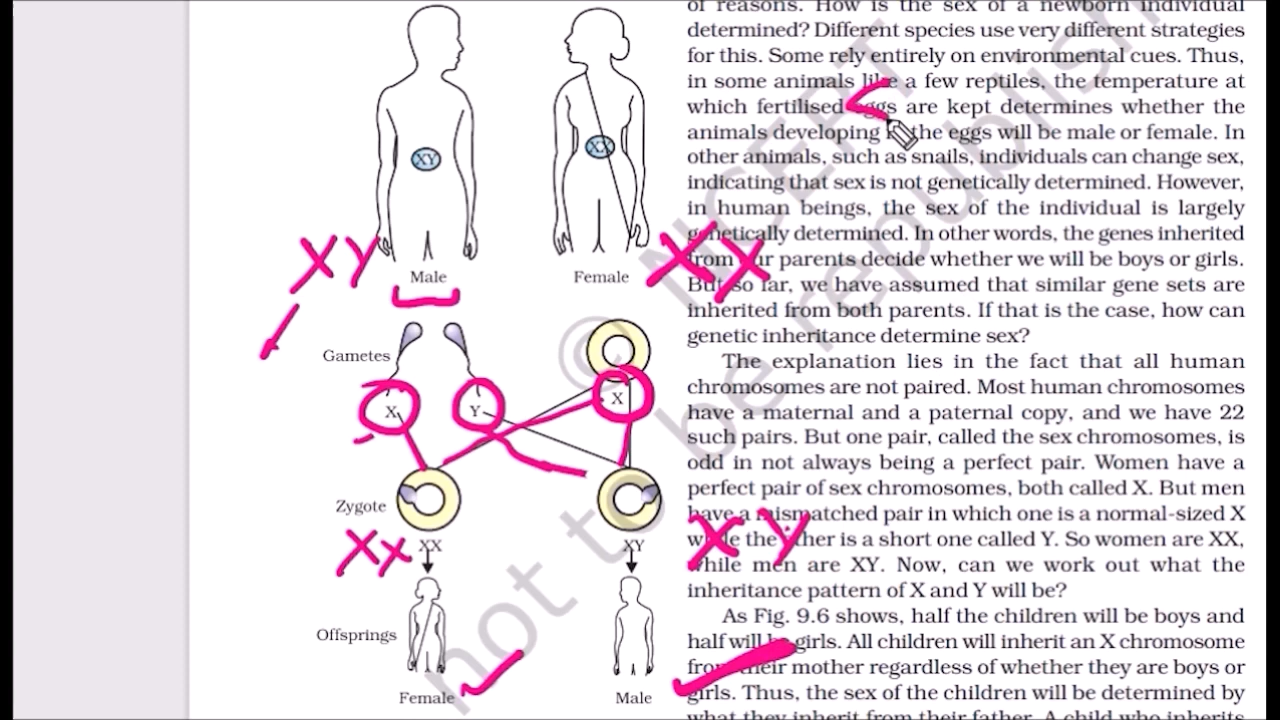 XY
XX
Male
Female
XY
XX
Gametes
X
Y
X
Zygote
XX
XY
Xx
XY
Offsprings
Female
Male
of reasons. How is the sex of a newborn individual
determined? Different species use very different strategies
for this. Some rely entirely on environmental cues. Thus,
in some animals like a few reptiles, the temperature at
which fertilised eggs are kept determines whether the
animals developing in the eggs will be male or female. In
other animals, such as snails, individuals can change sex,
indicating that sex is not genetically determined. However,
in human beings, the sex of the individual is largely
genetically determined. In other words, the genes inherited
from our parents decide whether we will be boys or girls.
But so far, we have assumed that similar gene sets are
inherited from both parents. If that is the case, how can
genetic inheritance determine sex?
The explanation lies in the fact that all human
chromosomes are not paired. Most human chromosomes
have a maternal and a paternal copy, and we have 22
such pairs. But one pair, called the sex chromosomes, is
odd in not always being a perfect pair. Women have a
perfect pair of sex chromosomes, both called X. But men
have a mismatched pair in which one is a normal-sized X
while the other is a short one called Y. So women are XX,
while men are XY. Now, can we work out what the
inheritance pattern of X and Y will be?
As Fig. 9.6 shows, half the children will be boys and
half will be girls. All children will inherit an X chromosome
from their mother regardless of whether they are boys or
girls. Thus, the sex of the children will be determined by
what they inherit from their father. A child who inherits
© NCERT
not to be republish